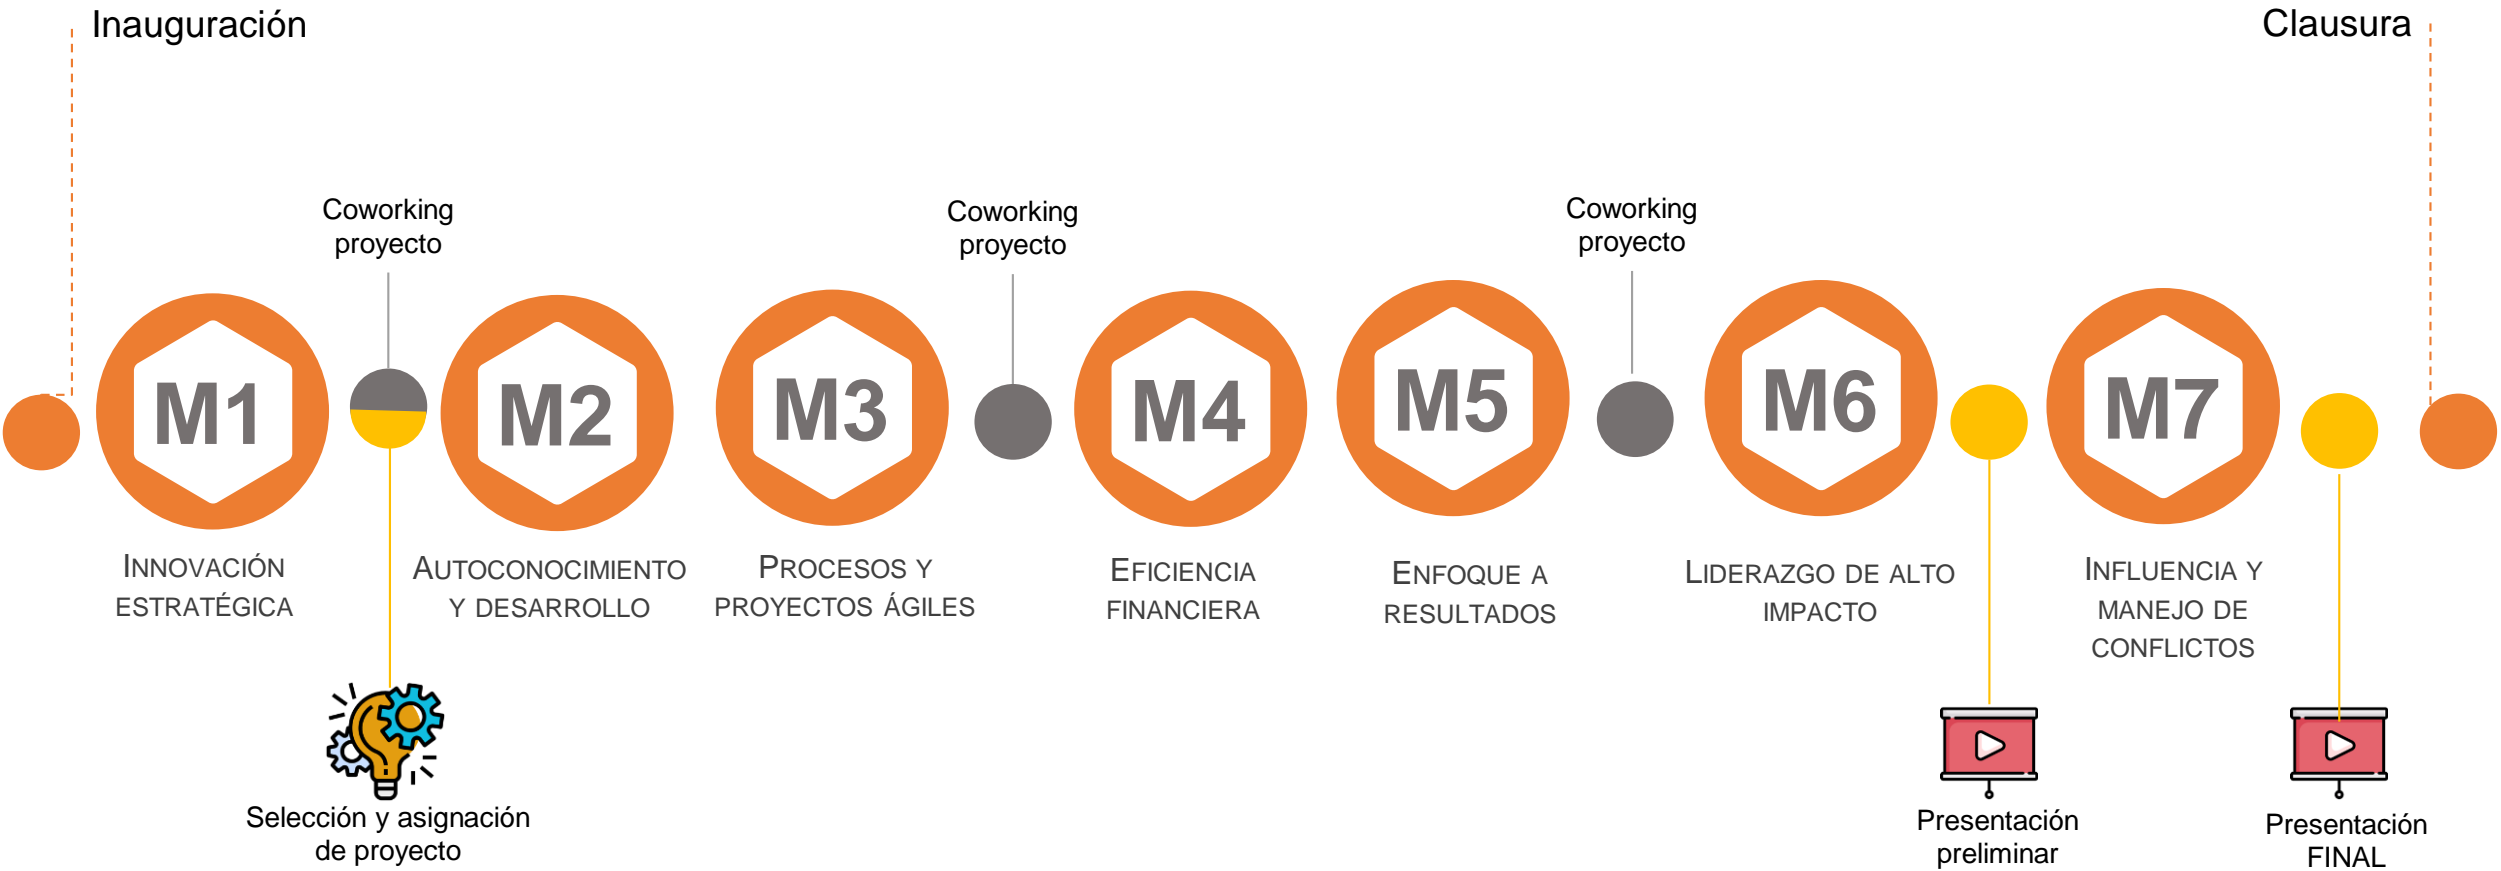 Inauguración
Clausura
Coworking
proyecto
Coworking
proyecto
Coworking
proyecto
M1
M2
M3
M4
M5
M6
M7
INNOVACIÓN
ESTRATÉGICA
AUTOCONOCIMIENTO
Y DESARROLLO
PROCESOS Y
PROYECTOS ÁGILES
EFICIENCIA
FINANCIERA
ENFOQUE A
RESULTADOS
LIDERAZGO DE ALTO
IMPACTO
INFLUENCIA Y
MANEJO DE
CONFLICTOS
Selección y asignación
de proyecto
Presentación
preliminar
Presentación
FINAL